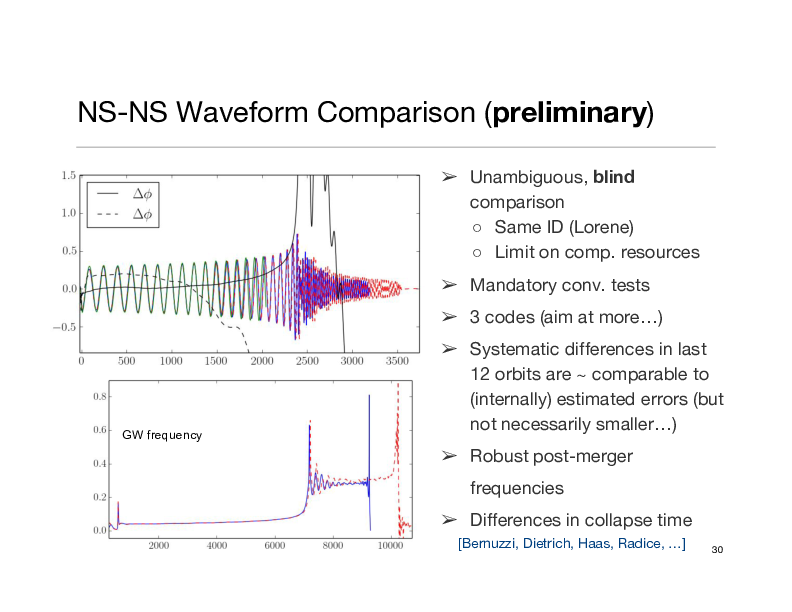 NS-NS Waveform Comparison (preliminary)
1.5
1.0
0.5
0.0
−0.5
Δϕ
Δϕ
0 500 1000 1500 2000 2500 3000 3500
0.8
0.6
0.4
0.2
0.0
GW frequency
2000 4000 6000 8000 10000
➢ Unambiguous, blind
comparison
○ Same ID (Lorene)
○ Limit on comp. resources
➢ Mandatory conv. tests
➢ 3 codes (aim at more…)
➢ Systematic differences in last
12 orbits are ~ comparable to
(internally) estimated errors (but
not necessarily smaller…)
➢ Robust post-merger
frequencies
➢ Differences in collapse time
[Bernuzzi, Dietrich, Haas, Radice, …]
30